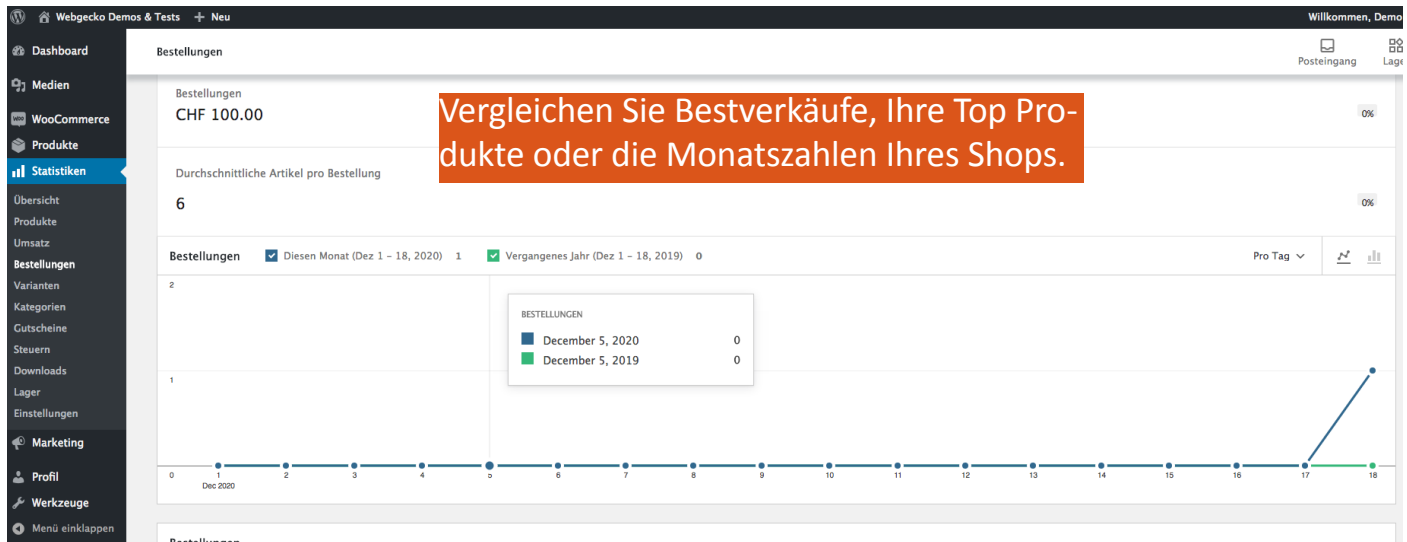 Webgecko Demos & Tests + Neu Willkommen, Demo
Dashboard
Medien
WooCommerce
Produkte
Statistiken
Übersicht
Produkte
Umsatz
Bestellungen
Varianten
Kategorien
Gutscheine
Steuern
Downloads
Lager
Einstellungen
Marketing
Profil
Werkzeuge
Menü einklappen
Bestellungen
Posteingang Lage
Bestellungen
CHF 100.00
0%
Vergleichen Sie Bestverkäufe, Ihre Top Pro-
dukte oder die Monatszahlen Ihres Shops.
Durchschnittliche Artikel pro Bestellung
6
0%
Bestellungen Diesen Monat (Dez 1 – 18, 2020) 1 Vergangenes Jahr (Dez 1 – 18, 2019) 0 Pro Tag
2
BESTELLUNGEN
December 5, 2020 0
December 5, 2019 0
1
0 1 2 3 4 5 6 7 8 9 10 11 12 13 14 15 16 17 18
Dec 2020
Bestellungen